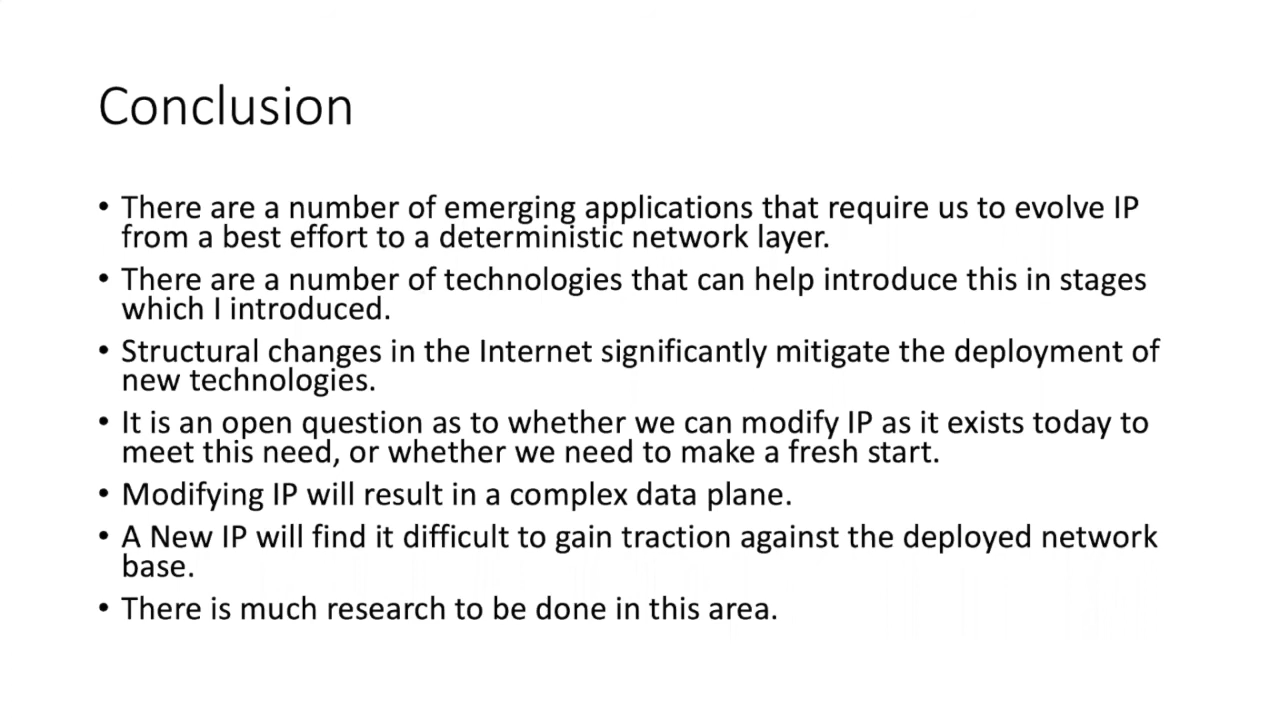 Conclusion
• There are a number of emerging applications that require us to evolve IP
from a best effort to a deterministic network layer.
• There are a number of technologies that can help introduce this in stages
which I introduced.
• Structural changes in the Internet significantly mitigate the deployment of
new technologies.
• It is an open question as to whether we can modify IP as it exists today to
meet this need, or whether we need to make a fresh start.
• Modifying IP will result in a complex data plane.
• A New IP will find it difficult to gain traction against the deployed network
base.
• There is much research to be done in this area.